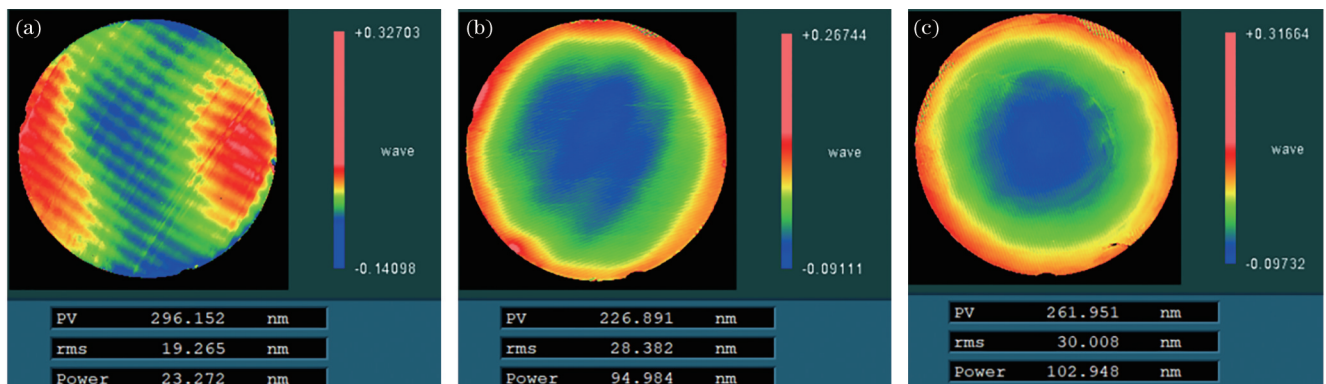 (a)
+0.32703
wave
-0.14098
PV 296.152 nm
rms 19.265 nm
Power 23.272 nm
(b)
+0.26744
wave
-0.09111
PV 226.891 nm
rms 28.382 nm
Power 94.984 nm
(c)
+0.31664
wave
-0.09732
PV 261.951 nm
rms 30.008 nm
Power 102.948 nm